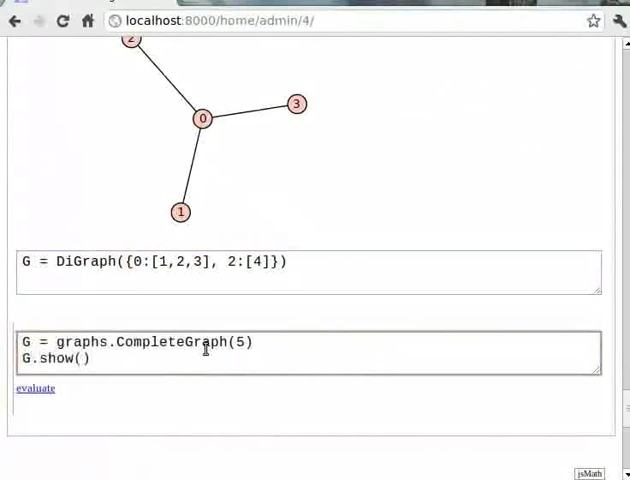 localhost:8000/home/admin/4/
2
3
0
1
G = DiGraph({0:[1,2,3], 2:[4]})
G = graphs.CompleteGraph(5)
G.show()
evaluate
jsMath